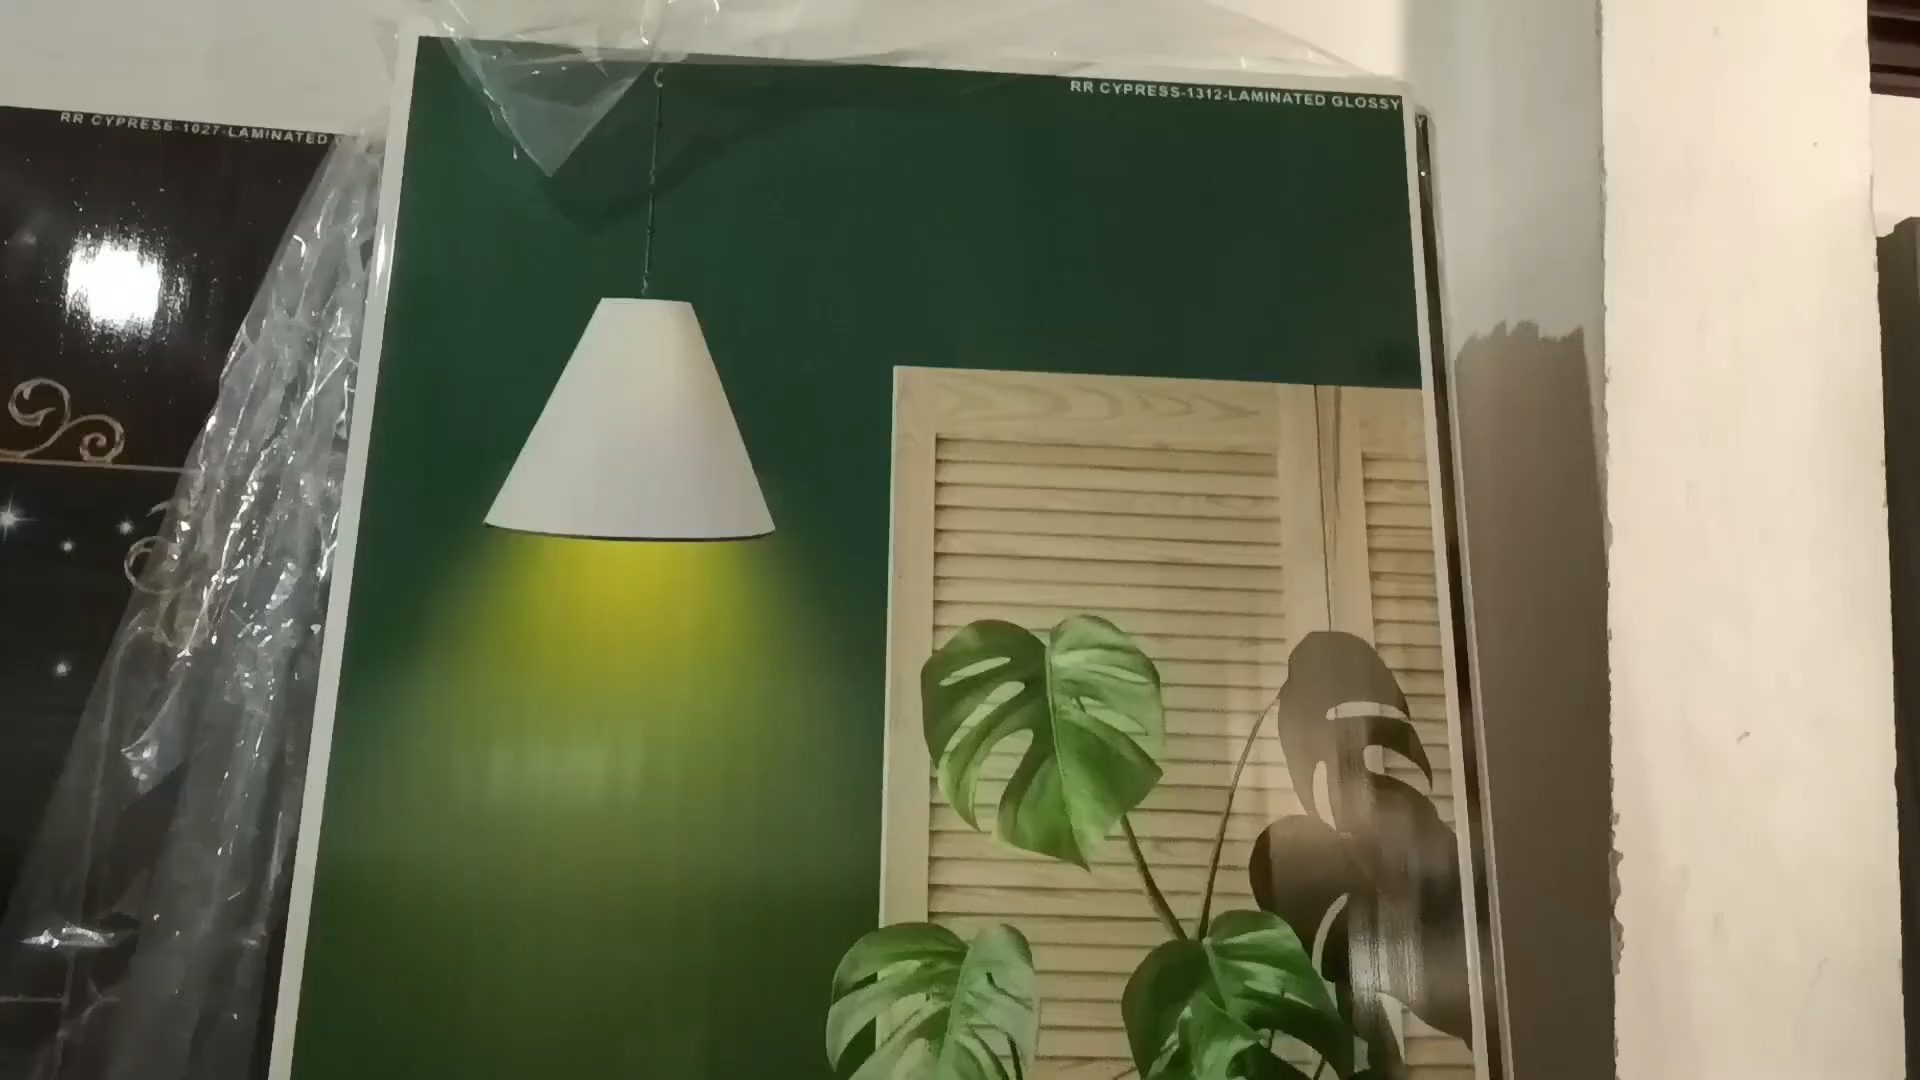 RR CYPRESS-1027-LAMINATED
RR CYPRESS-1312-LAMINATED GLOSSY